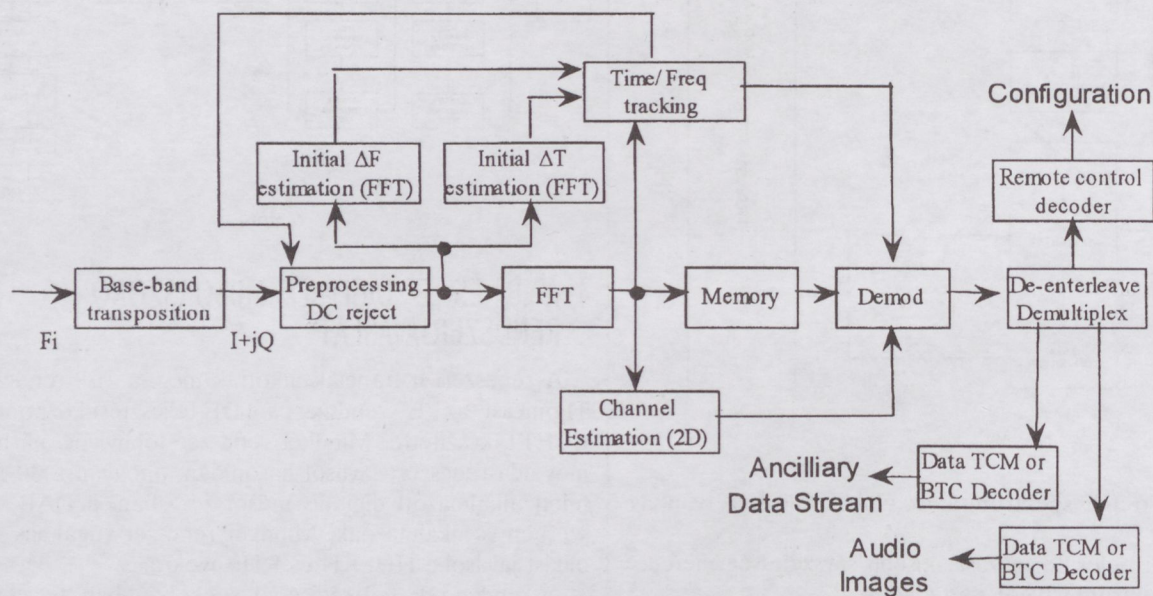 Time/ Freq
tracking
Configuration
Initial ΔF
estimation (FFT)
Initial ΔT
estimation (FFT)
Remote control
decoder
Base-band
transposition
Preprocessing
DC reject
FFT
Memory
Demod
De-enterleave
Demultiplex
Fi
I+jQ
Channel
Estimation (2D)
Ancilliary
Data Stream
Data TCM or
BTC Decoder
Audio
Images
Data TCM or
BTC Decoder